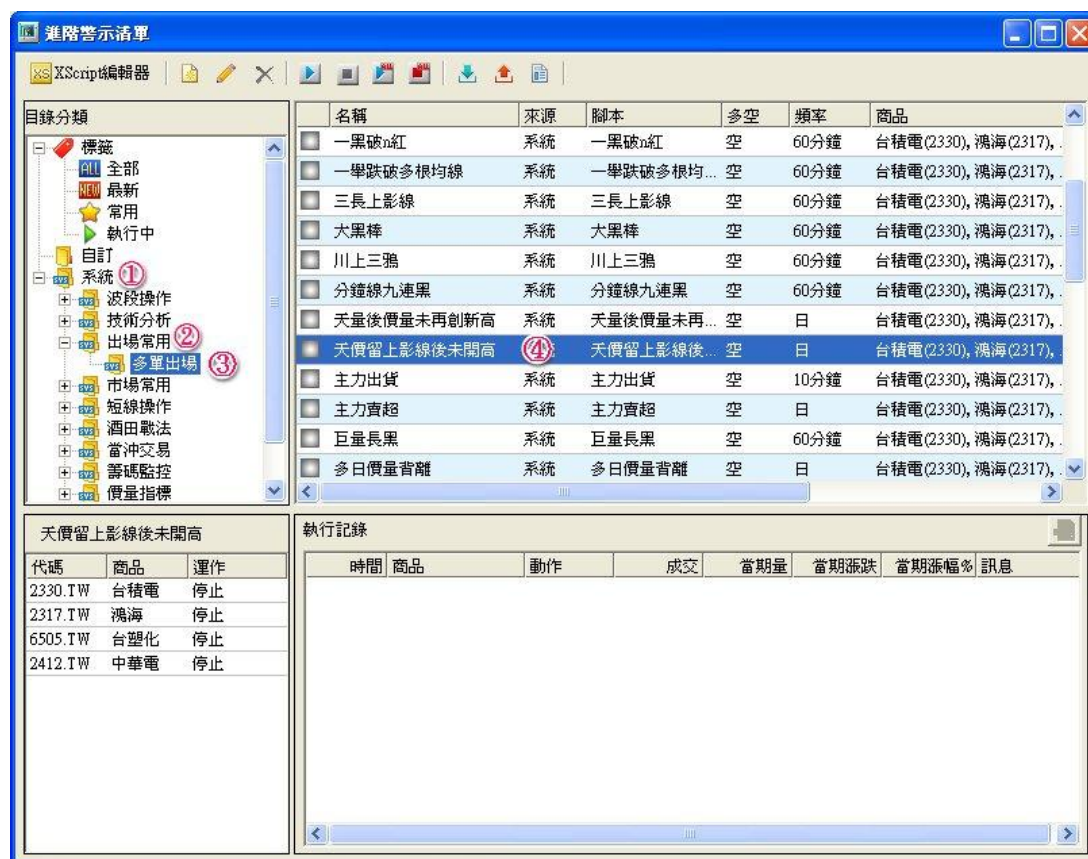 進階警示清單
XS XScript編輯器
目錄分類
標籤
ALL 全部
NEW 最新
常用
執行中
自訂
系統 ①
波段操作
技術分析
出場常用 ②
多單出場 ③
市場常用
短線操作
酒田戰法
當沖交易
籌碼監控
價量指標
名稱 來源 腳本 多空 頻率 商品
一黑破n紅 系統 一黑破n紅 空 60分鐘 台積電(2330), 鴻海(2317), .
一舉跌破多根均線 系統 一舉跌破多根均... 空 60分鐘 台積電(2330), 鴻海(2317), .
三長上影線 系統 三長上影線 空 60分鐘 台積電(2330), 鴻海(2317), .
大黑棒 系統 大黑棒 空 60分鐘 台積電(2330), 鴻海(2317), .
川上三鴉 系統 川上三鴉 空 60分鐘 台積電(2330), 鴻海(2317), .
分鐘線九連黑 系統 分鐘線九連黑 空 60分鐘 台積電(2330), 鴻海(2317), .
天量後價量未再創新高 系統 天量後價量未再... 空 日 台積電(2330), 鴻海(2317), .
天價留上影線後未開高 ④ 天價留上影線後... 空 日 台積電(2330), 鴻海(2317), .
主力出貨 系統 主力出貨 空 10分鐘 台積電(2330), 鴻海(2317), .
主力賣超 系統 主力賣超 空 日 台積電(2330), 鴻海(2317), .
巨量長黑 系統 巨量長黑 空 60分鐘 台積電(2330), 鴻海(2317), .
多日價量背離 系統 多日價量背離 空 日 台積電(2330), 鴻海(2317), .
天價留上影線後未開高
代碼 商品 運作
2330.TW 台積電 停止
2317.TW 鴻海 停止
6505.TW 台塑化 停止
2412.TW 中華電 停止
執行記錄
時間 商品 動作 成交 當期量 當期漲跌 當期漲幅% 訊息